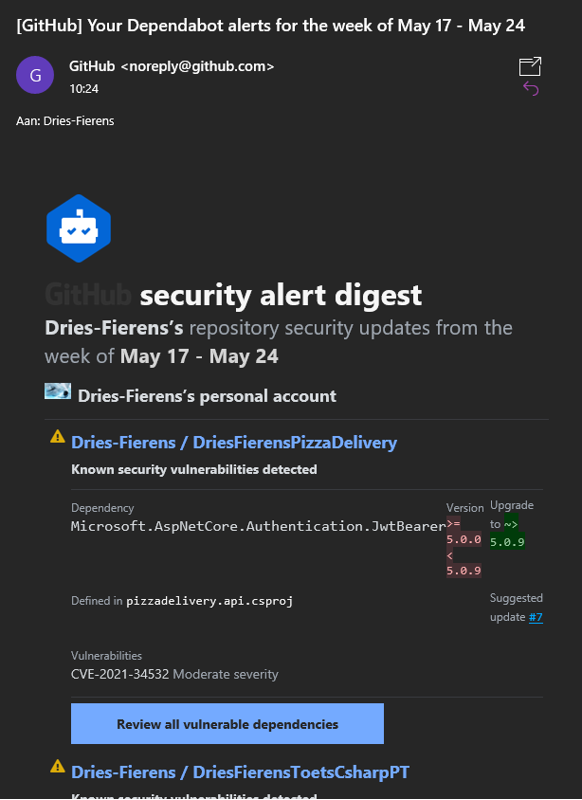 [GitHub] Your Dependabot alerts for the week of May 17 - May 24
G
GitHub <noreply@github.com>
10:24
Aan: Dries-Fierens
GitHub security alert digest
Dries-Fierens's repository security updates from the
week of May 17 - May 24
Dries-Fierens's personal account
Dries-Fierens / DriesFierensPizzaDelivery
Known security vulnerabilities detected
Dependency
Microsoft.AspNetCore.Authentication.JwtBearer
Version
>=
5.0.0
<
5.0.9
Upgrade
to ~>
5.0.9
Defined in pizzadelivery.api.csproj
Suggested
update #7
Vulnerabilities
CVE-2021-34532 Moderate severity
Review all vulnerable dependencies
Dries-Fierens / DriesFierensToetsCsharpPT
Known security vulnerabilities detected